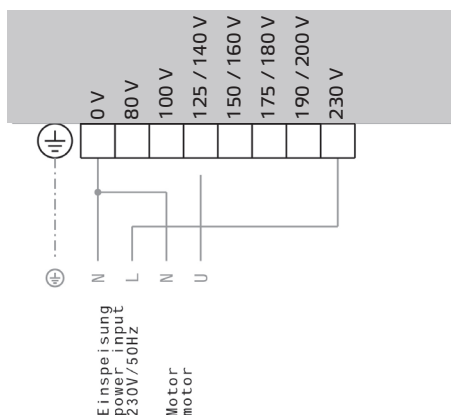 0 V
80 V
100 V
125 / 140 V
150 / 160 V
175 / 180 V
190 / 200 V
230 V
N
L
N
U
Einspeisung
power input
230V/50Hz
Motor
motor